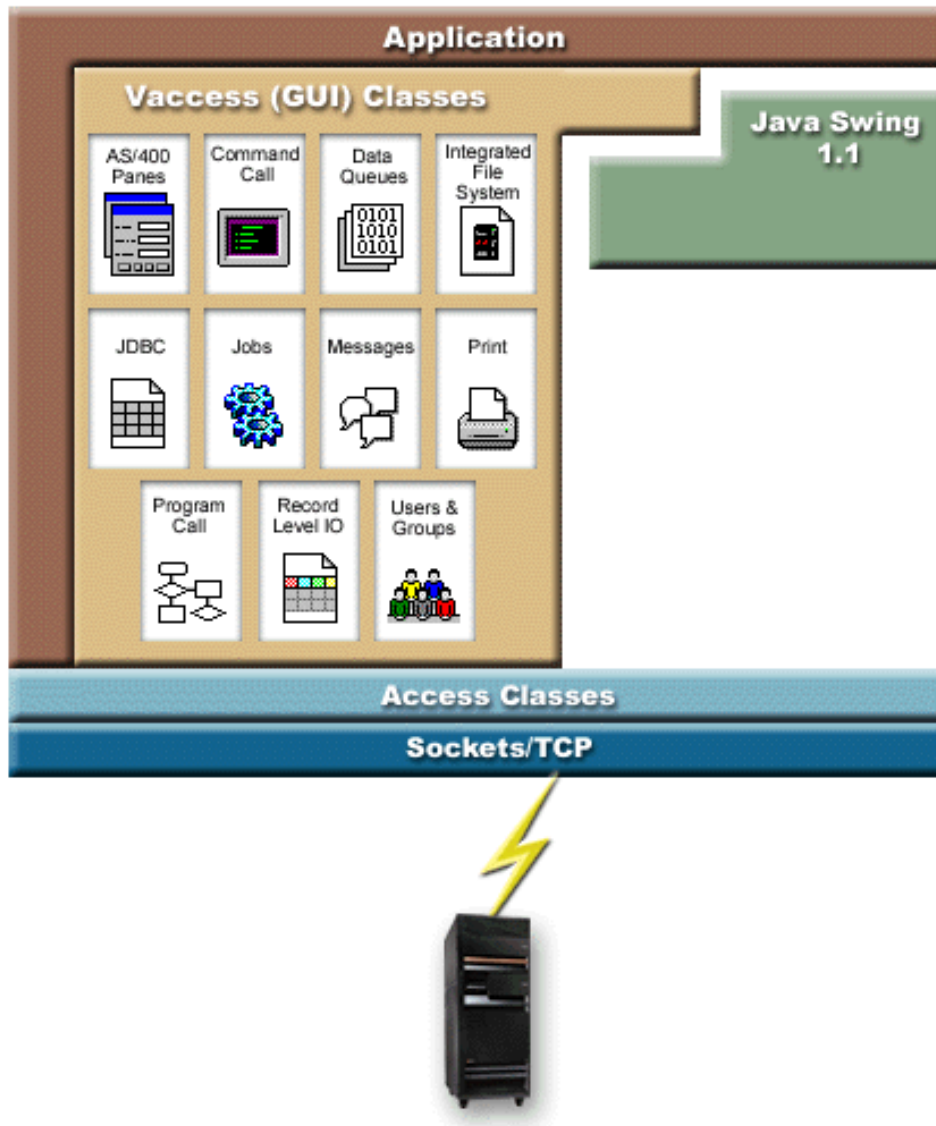 Application
Vaccess (GUI) Classes
Java Swing
1.1
AS/400
Panes
Command
Call
Data
Queues
Integrated
File
System
0101
1010
0101
JDBC
Jobs
Messages
Print
Program
Call
Record
Level IO
Users &
Groups
Access Classes
Sockets/TCP